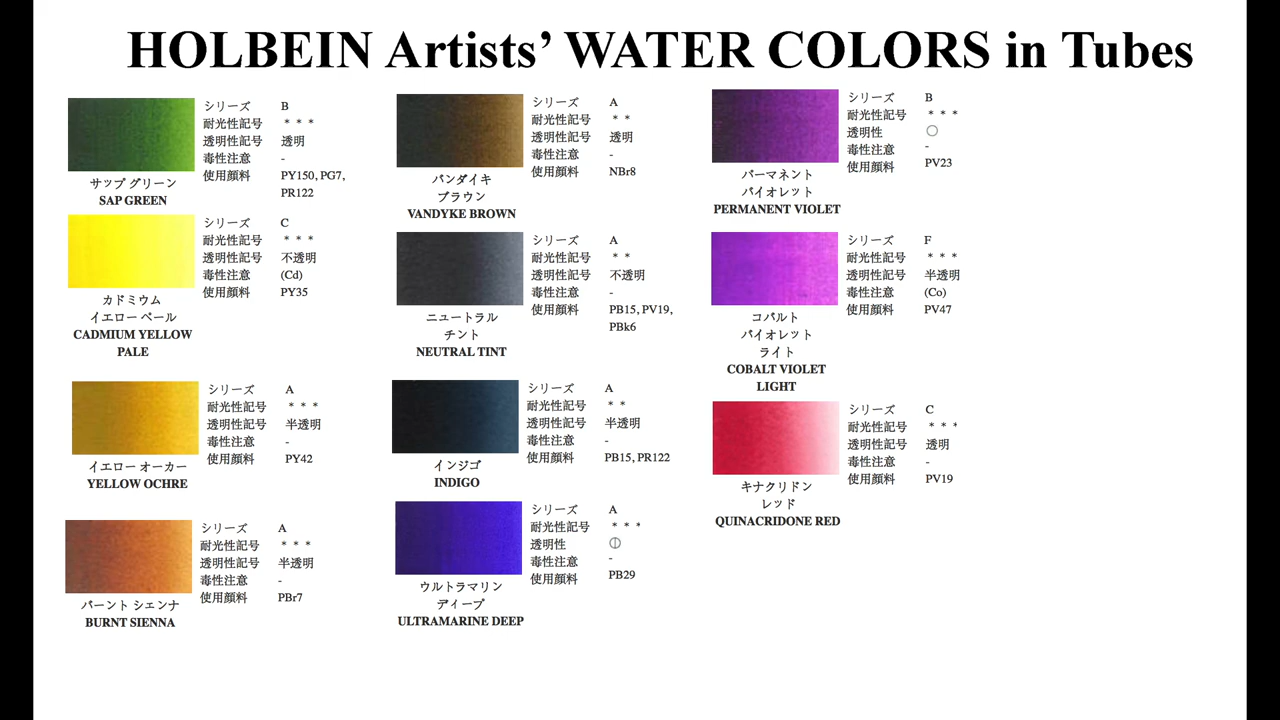 HOLBEIN Artists' WATER COLORS in Tubes
シリーズ B
耐光性記号 * * *
透明性記号 透明
毒性注意 -
使用顔料 PY150, PG7,
PR122
サップ グリーン
SAP GREEN
シリーズ C
耐光性記号 * * *
透明性記号 不透明
毒性注意 (Cd)
使用顔料 PY35
カドミウム
イエロー ペール
CADMIUM YELLOW
PALE
シリーズ A
耐光性記号 * * *
透明性記号 半透明
毒性注意 -
使用顔料 PY42
イエロー オーカー
YELLOW OCHRE
シリーズ A
耐光性記号 * * *
透明性記号 半透明
毒性注意 -
使用顔料 PBr7
バーント シェンナ
BURNT SIENNA
シリーズ A
耐光性記号 * *
透明性記号 透明
毒性注意 -
使用顔料 NBr8
バンダイキ
ブラウン
VANDYKE BROWN
シリーズ A
耐光性記号 * *
透明性記号 不透明
毒性注意 -
使用顔料 PB15, PV19,
PBk6
ニュートラル
チント
NEUTRAL TINT
シリーズ A
耐光性記号 * *
透明性記号 半透明
毒性注意 -
使用顔料 PB15, PR122
インジゴ
INDIGO
シリーズ A
耐光性記号 * * *
透明性
毒性注意 -
使用顔料 PB29
ウルトラマリン
ディープ
ULTRAMARINE DEEP
シリーズ B
耐光性記号 * * *
透明性 ○
毒性注意 -
使用顔料 PV23
パーマネント
バイオレット
PERMANENT VIOLET
シリーズ F
耐光性記号 * * *
透明性記号 半透明
毒性注意 (Co)
使用顔料 PV47
コバルト
バイオレット
ライト
COBALT VIOLET
LIGHT
シリーズ C
耐光性記号 * * *
透明性記号 透明
毒性注意 -
使用顔料 PV19
キナクリドン
レッド
QUINACRIDONE RED